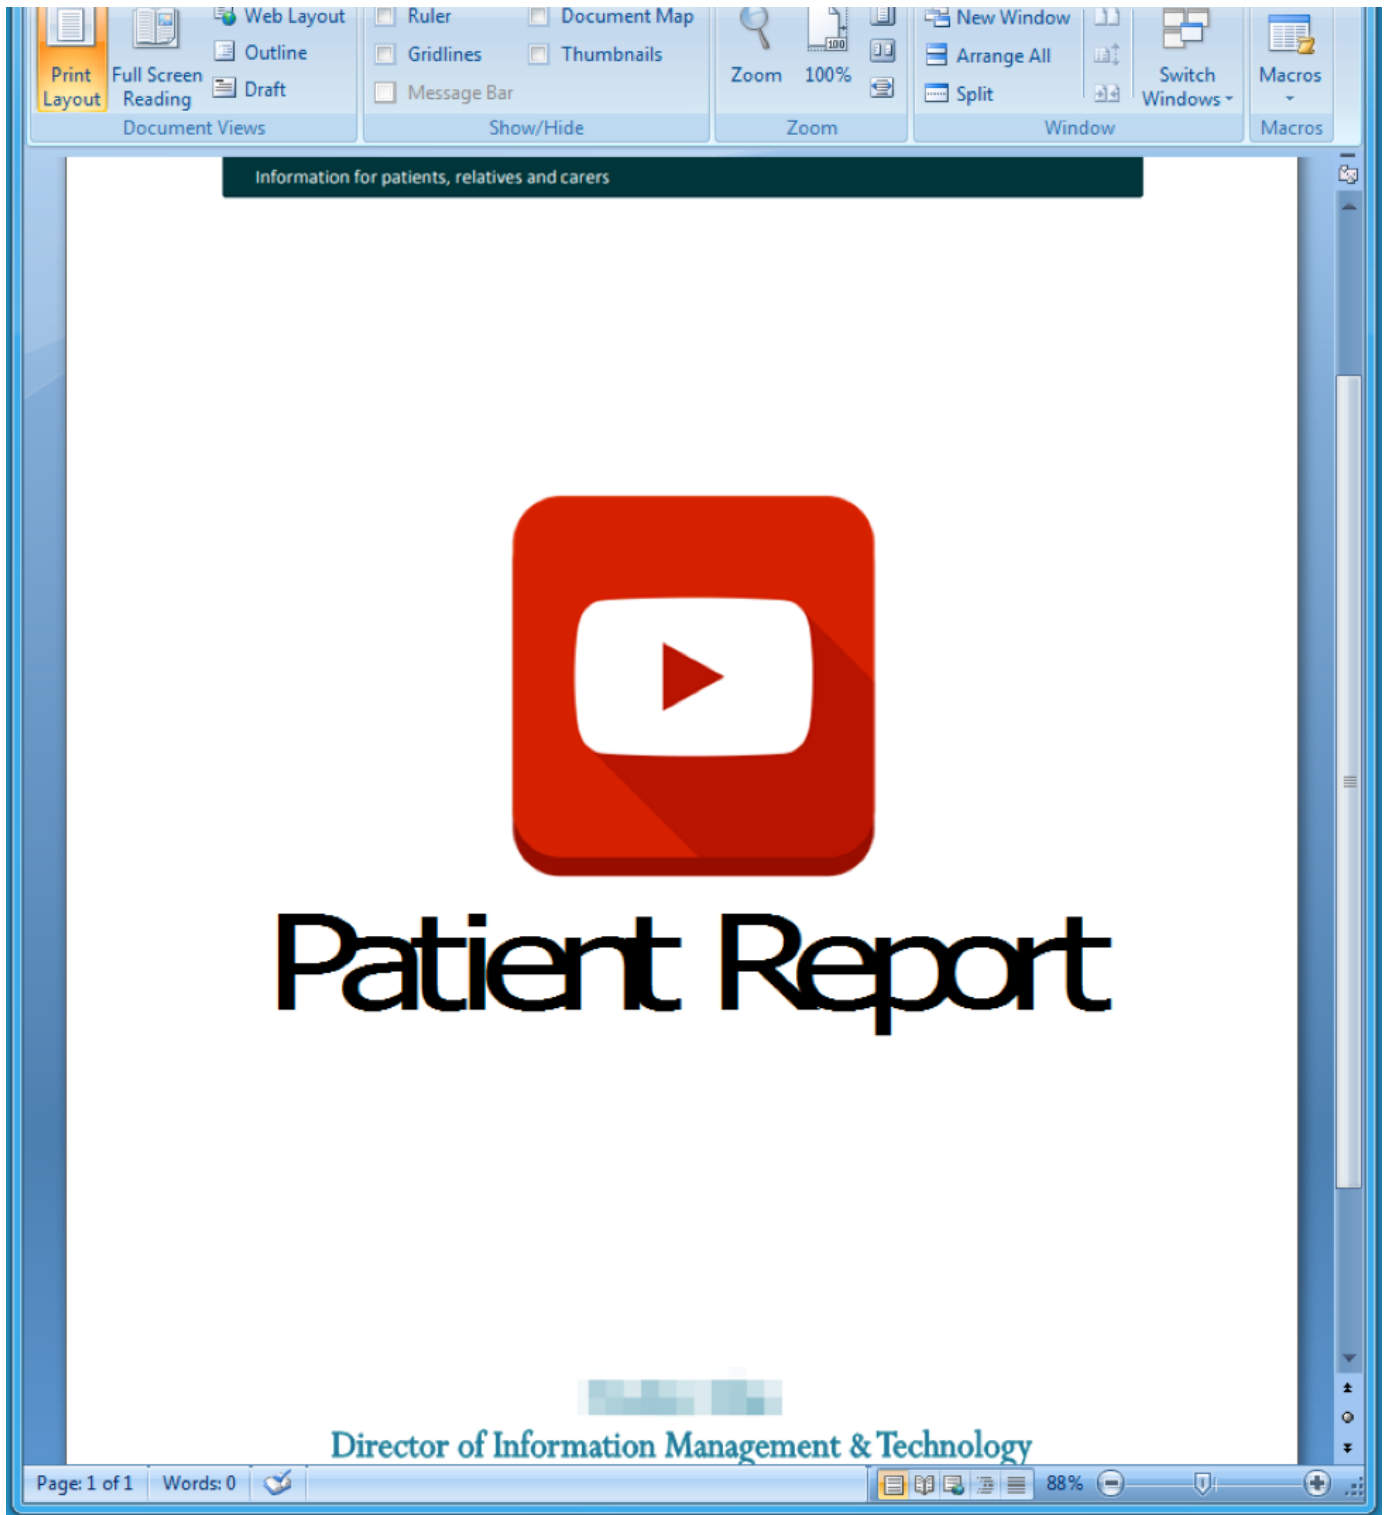 Web Layout
Ruler
Document Map
New Window
Outline
Gridlines
Thumbnails
Arrange All
Print Layout
Full Screen Reading
Draft
Message Bar
Zoom
100%
Split
Switch Windows
Macros
Document Views
Show/Hide
Zoom
Window
Macros
Information for patients, relatives and carers
Patient Report
Director of Information Management & Technology
Page: 1 of 1
Words: 0
88%